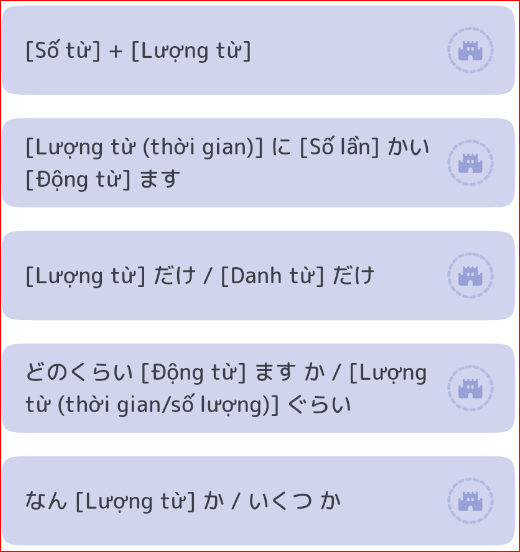 [Số từ] + [Lượng từ]
[Lượng từ (thời gian)] に [Số lần] かい
[Động từ] ます
[Lượng từ] だけ / [Danh từ] だけ
どのくらい [Động từ] ます か / [Lượng
từ (thời gian/số lượng)] ぐらい
なん [Lượng từ] か / いくつ か